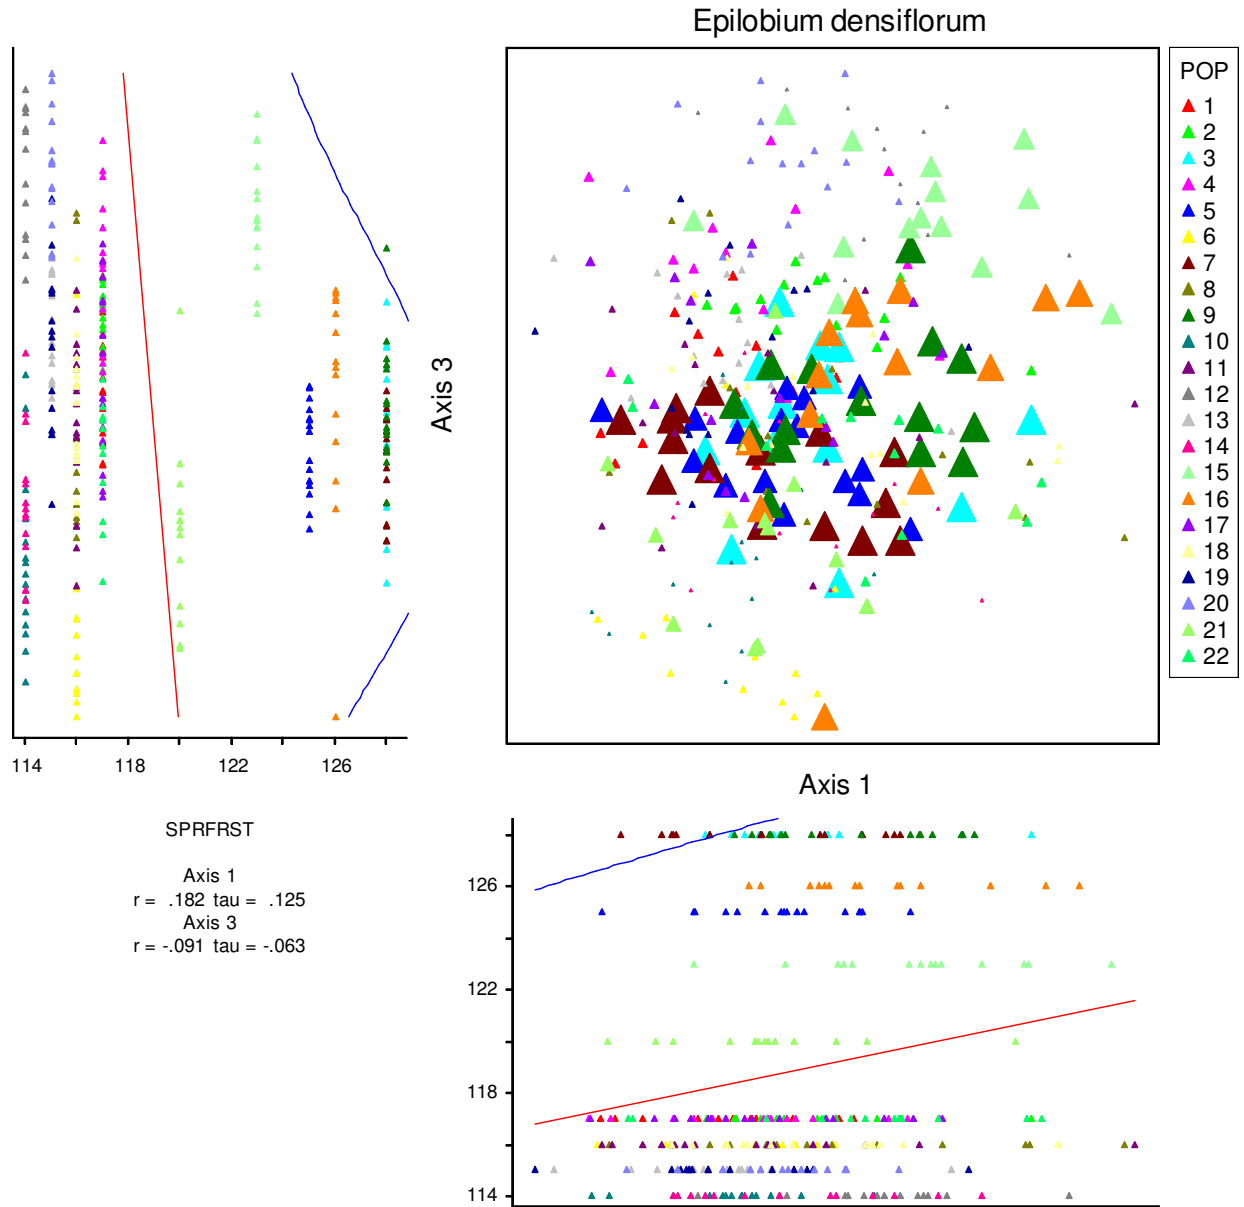 Epilobium densiflorum
Axis 3
114 118 122 126
POP
1
2
3
4
5
6
7
8
9
10
11
12
13
14
15
16
17
18
19
20
21
22
Axis 1
SPRFRST
Axis 1
r = .182 tau = .125
Axis 3
r = -.091 tau = -.063
126
122
118
114